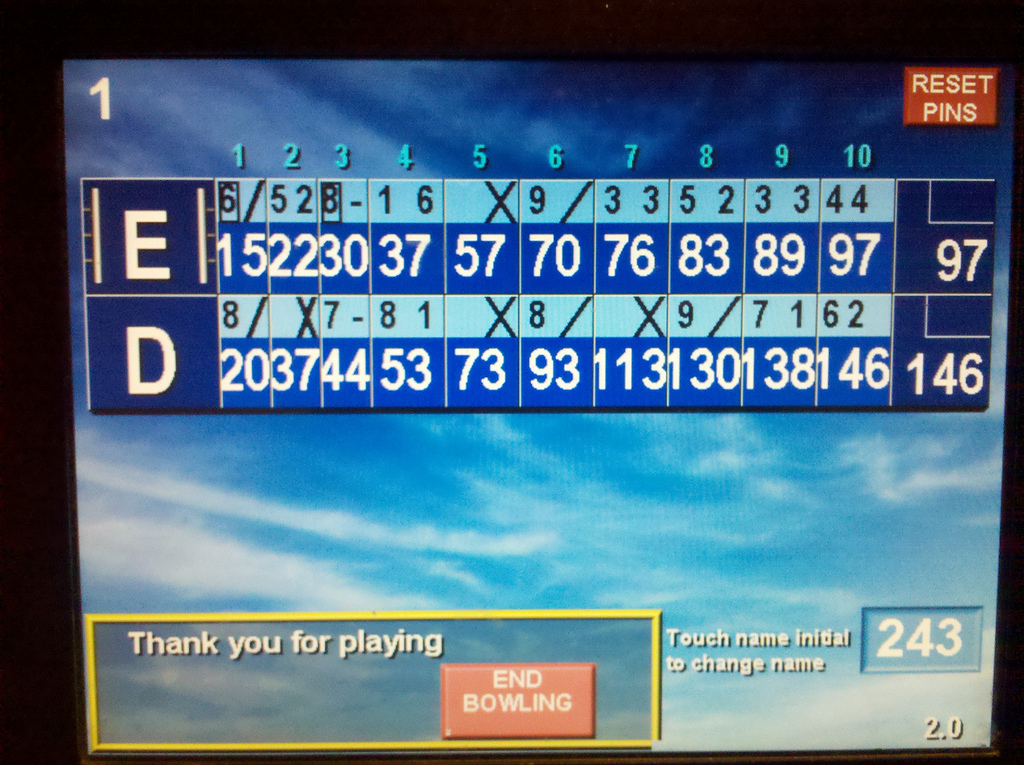 1
RESET
PINS
1 2 3 4 5 6 7 8 9 10
E
6 / 5 2 8 - 1 6 X 9 / 3 3 5 2 3 3 4 4
15 22 30 37 57 70 76 83 89 97 97
D
8 / X 7 - 8 1 X 8 / X 9 / 7 1 6 2
20 37 44 53 73 93 113 130 138 146 146
Thank you for playing
END
BOWLING
Touch name initial
to change name
243
2.0